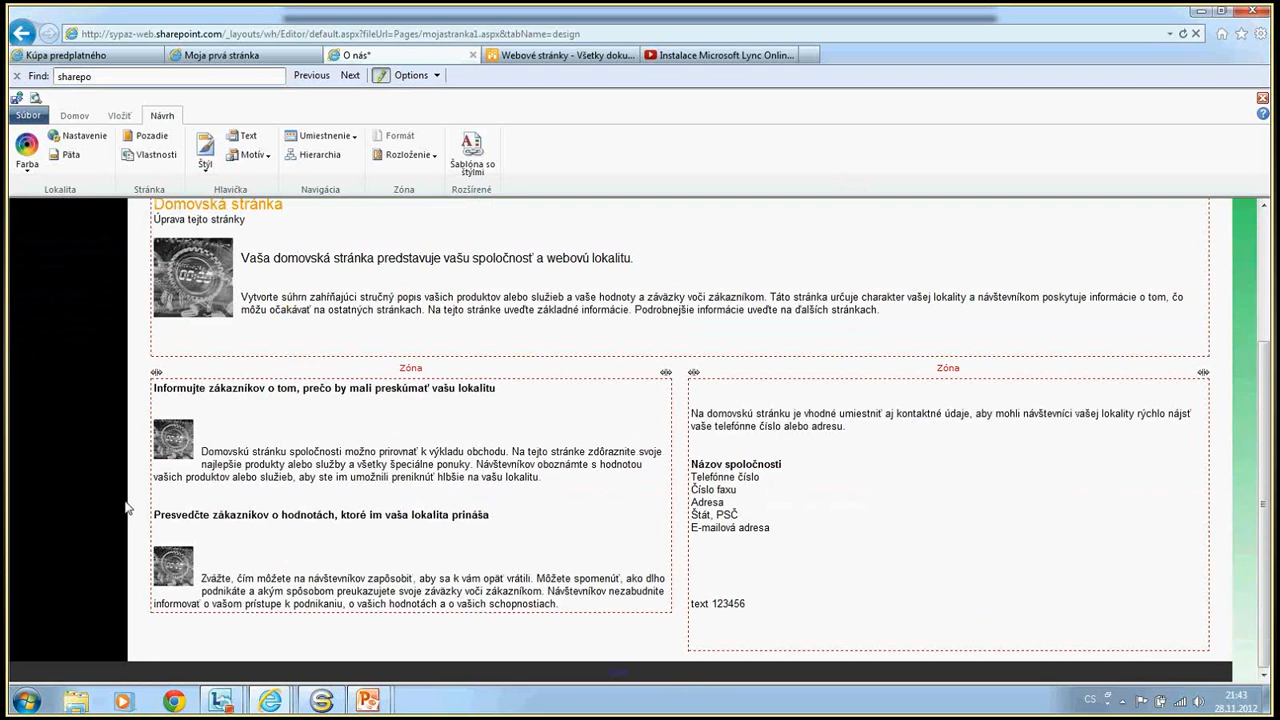 http://sypaz-web.sharepoint.com/_layouts/wh/Editor/default.aspx?fileUrl=Pages/mojastranka1.aspx&tabName=design
Kúpa predplatného
Moja prvá stránka
O nás*
Webové stránky - Všetky doku...
Instalace Microsoft Lync Onlin...
Find: sharepo Previous Next Options
Súbor Domov Vložiť Návrh
Farba
Nastavenie
Päta
Lokalita
Pozadie
Vlastnosti
Stránka
Štýl
Text
Motív
Hlavička
Umiestnenie
Hierarchia
Navigácia
Formát
Rozloženie
Zóna
Šablóna so
štýlmi
Rozšírené
Domovská stránka
Úprava tejto stránky
Vaša domovská stránka predstavuje vašu spoločnosť a webovú lokalitu.
Vytvorte súhrn zahŕňajúci stručný popis vašich produktov alebo služieb a vaše hodnoty a záväzky voči zákazníkom. Táto stránka určuje charakter vašej lokality a návštevníkom poskytuje informácie o tom, čo
môžu očakávať na ostatných stránkach. Na tejto stránke uveďte základné informácie. Podrobnejšie informácie uveďte na ďalších stránkach.
Zóna
Informujte zákazníkov o tom, prečo by mali preskúmať vašu lokalitu
Domovskú stránku spoločnosti možno prirovnať k výkladu obchodu. Na tejto stránke zdôraznite svoje
najlepšie produkty alebo služby a všetky špeciálne ponuky. Návštevníkov oboznámte s hodnotou
vašich produktov alebo služieb, aby ste im umožnili preniknúť hlbšie na vašu lokalitu.
Presvedčte zákazníkov o hodnotách, ktoré im vaša lokalita prináša
Zvážte, čím môžete na návštevníkov zapôsobiť, aby sa k vám opäť vrátili. Môžete spomenúť, ako dlho
podnikáte a akým spôsobom preukazujete svoje záväzky voči zákazníkom. Návštevníkov nezabudnite
informovať o vašom prístupe k podnikaniu, o vašich hodnotách a o vašich schopnostiach.
Zóna
Na domovskú stránku je vhodné umiestniť aj kontaktné údaje, aby mohli návštevníci vašej lokality rýchlo nájsť
vaše telefónne číslo alebo adresu.
Názov spoločnosti
Telefónne číslo
Číslo faxu
Adresa
Štát, PSČ
E-mailová adresa
text 123456
CS
21:43
28.11.2012